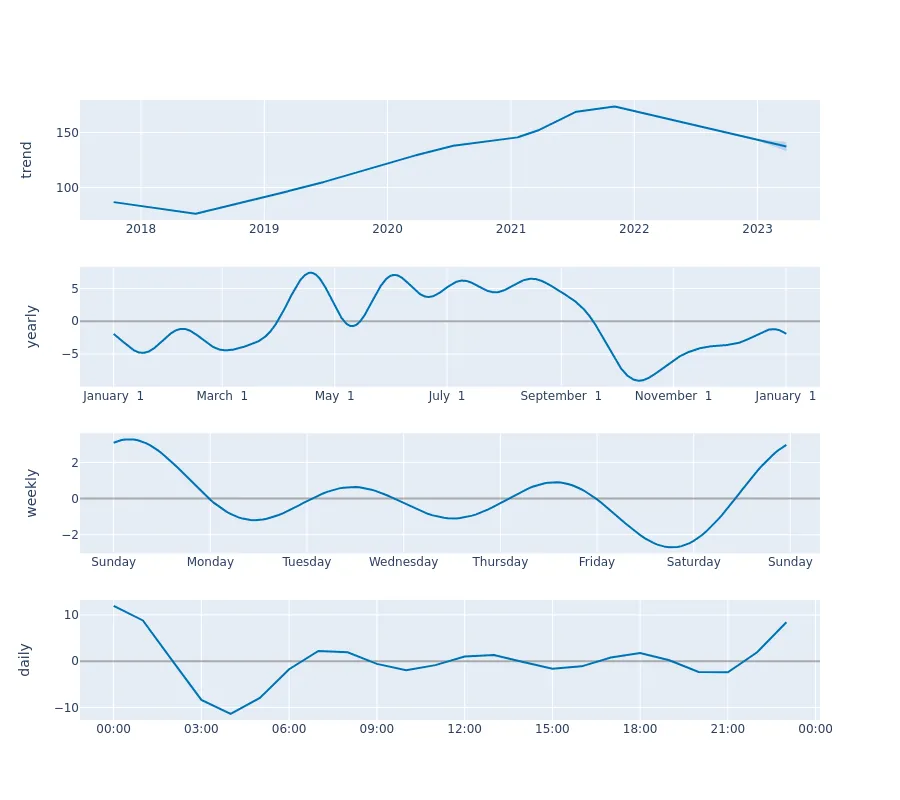 trend
150
100
2018 2019 2020 2021 2022 2023
yearly
5
0
−5
January 1 March 1 May 1 July 1 September 1 November 1 January 1
weekly
2
0
−2
Sunday Monday Tuesday Wednesday Thursday Friday Saturday Sunday
daily
10
0
−10
00:00 03:00 06:00 09:00 12:00 15:00 18:00 21:00 00:00